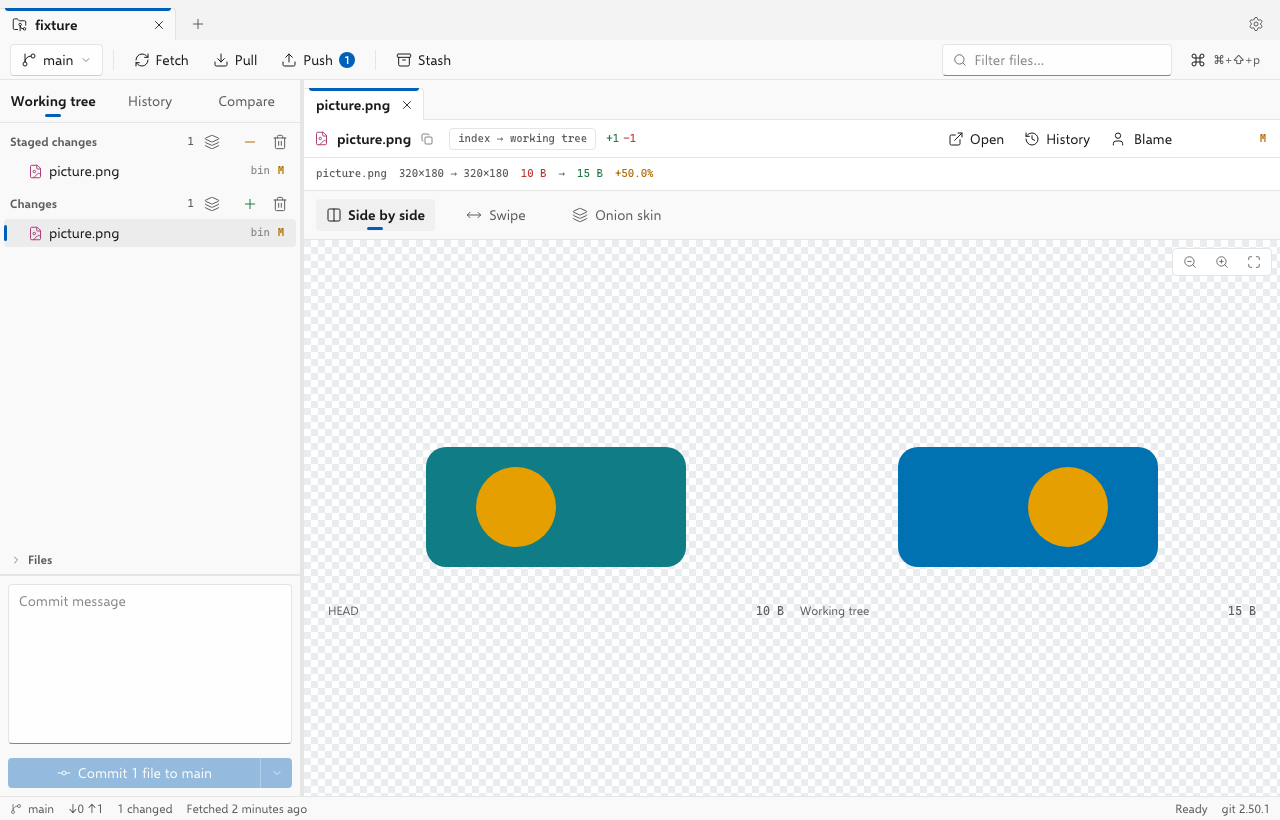 fixture
main
Fetch
Pull
Push 1
Stash
Filter files...
⌘+⇧+p
Working tree
History
Compare
picture.png
Staged changes 1
picture.png bin M
Changes 1
picture.png bin M
picture.png
index → working tree
+1 −1
Open
History
Blame
M
picture.png 320×180 → 320×180 10 B → 15 B +50.0%
Side by side
Swipe
Onion skin
HEAD 10 B
Working tree 15 B
Files
Commit message
Commit 1 file to main
main ↓0 ↑1 1 changed Fetched 2 minutes ago
Ready git 2.50.1